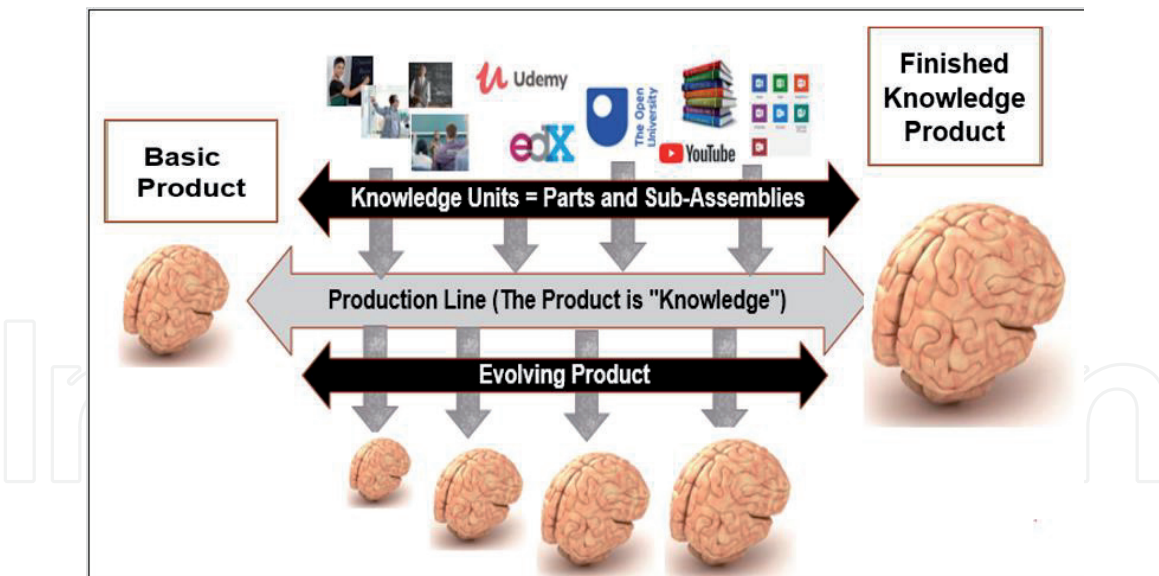 Basic
Product
Udemy
edX
The Open
University
YouTube
Finished
Knowledge
Product
Knowledge Units = Parts and Sub-Assemblies
Production Line (The Product is "Knowledge")
Evolving Product